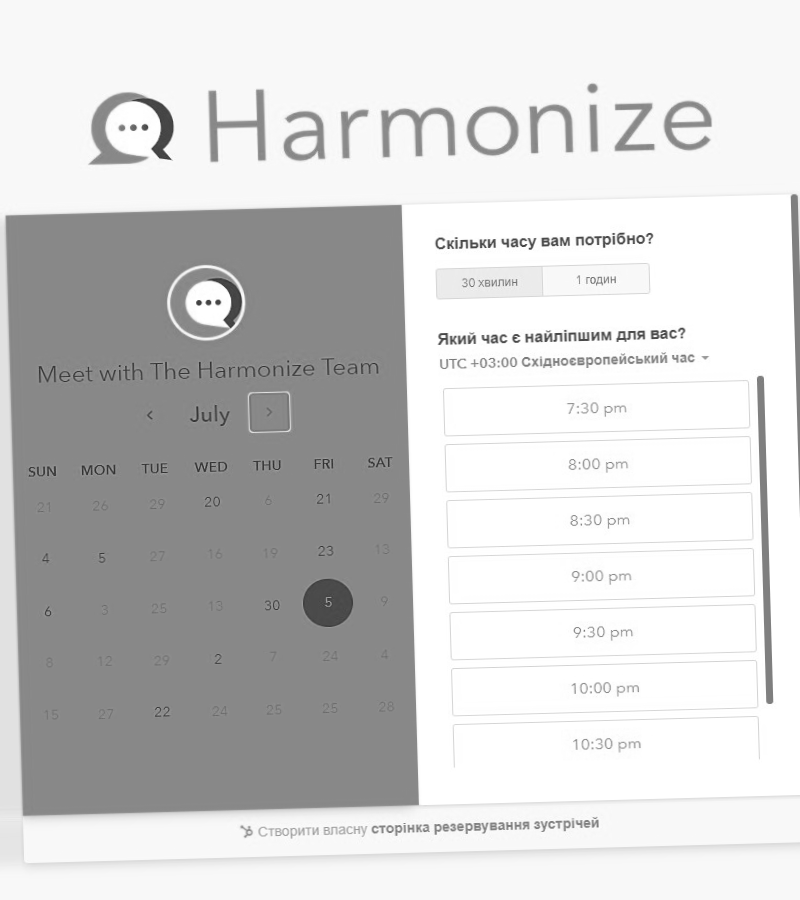 Harmonize
Meet with The Harmonize Team
July
SUN MON TUE WED THU FRI SAT
21 26 29 20 6 21 29
4 5 27 16 19 23 13
6 3 25 13 30 5 9
8 12 29 2 7 24 4
15 27 22 24 25 25 28
Скільки часу вам потрібно?
30 хвилин 1 годин
Який час є найліпшим для вас?
UTC +03:00 Східноєвропейський час
7:30 pm
8:00 pm
8:30 pm
9:00 pm
9:30 pm
10:00 pm
10:30 pm
Створити власну сторінка резервування зустрічей